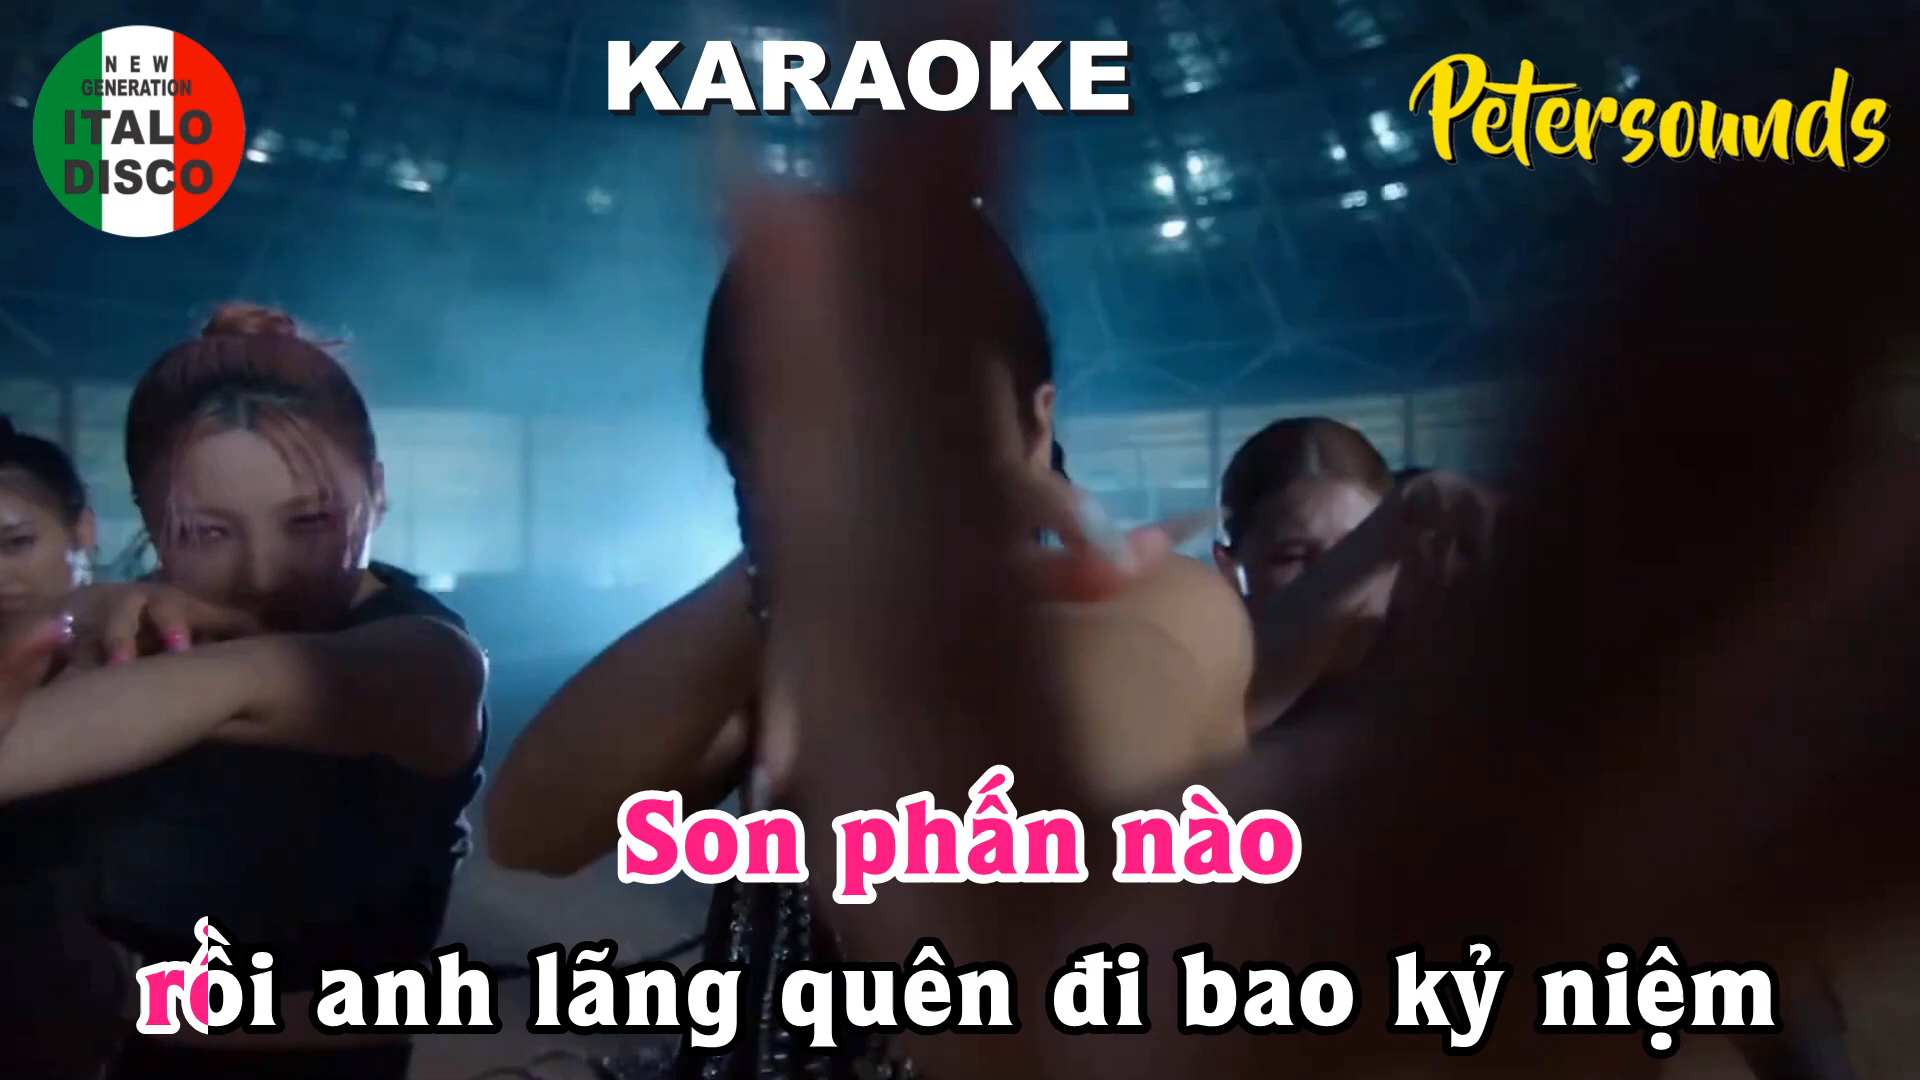 NEW
GENERATION
ITALO
DISCO
KARAOKE
Petersounds
Son phấn nào
rồi anh lãng quên đi bao kỷ niệm